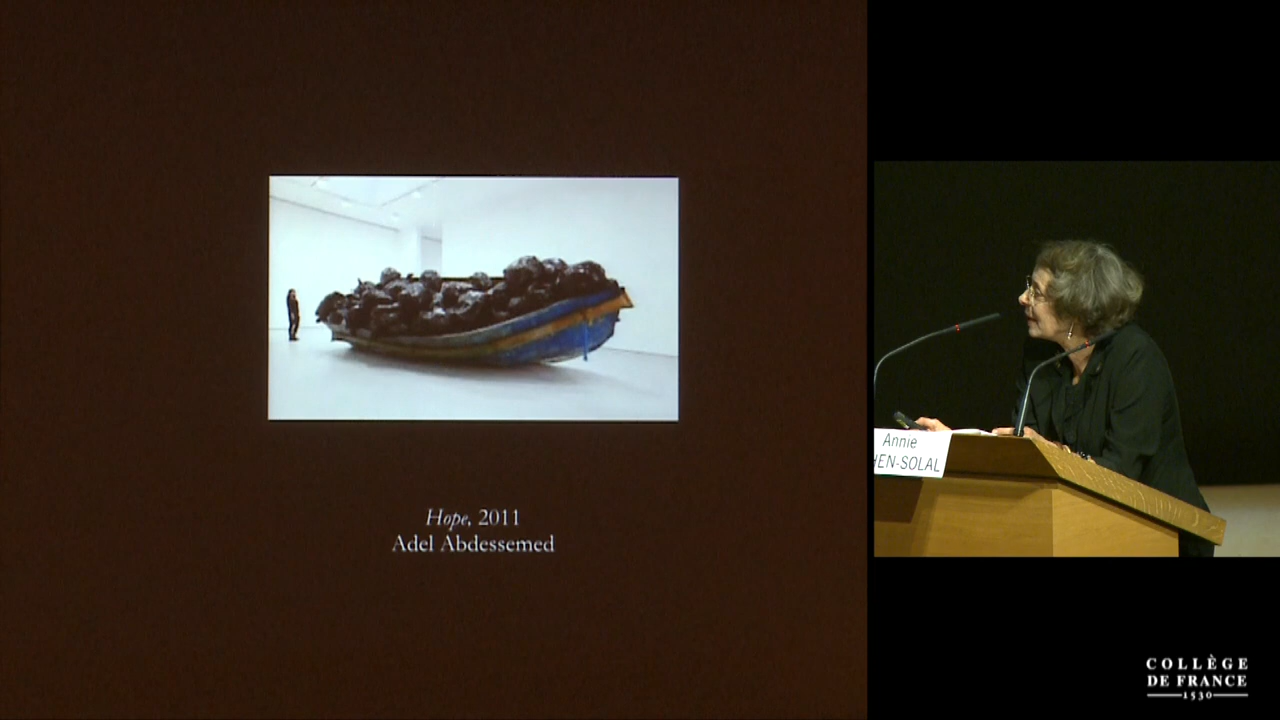 Hope, 2011
Adel Abdessemed
Annie
HEN-SOLAL
COLLÈGE
DE FRANCE
1530